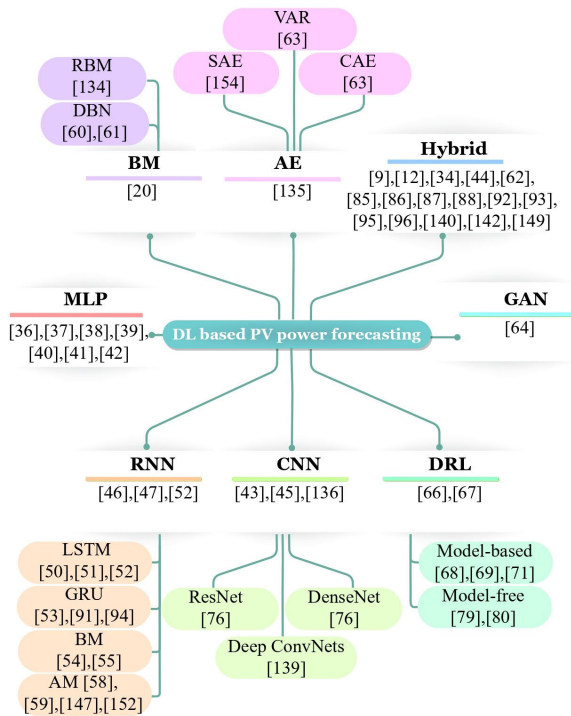 VAR
[63]
SAE
[154]
CAE
[63]
RBM
[134]
DBN
[60],[61]
BM
[20]
AE
[135]
Hybrid
[9],[12],[34],[44],[62],
[85],[86],[87],[88],[92],[93],
[95],[96],[140],[142],[149]
MLP
[36],[37],[38],[39],
[40],[41],[42]
DL based PV power forecasting
GAN
[64]
RNN
[46],[47],[52]
CNN
[43],[45],[136]
DRL
[66],[67]
LSTM
[50],[51],[52]
GRU
[53],[91],[94]
BM
[54],[55]
AM [58],
[59],[147],[152]
ResNet
[76]
Deep ConvNets
[139]
DenseNet
[76]
Model-based
[68],[69],[71]
Model-free
[79],[80]